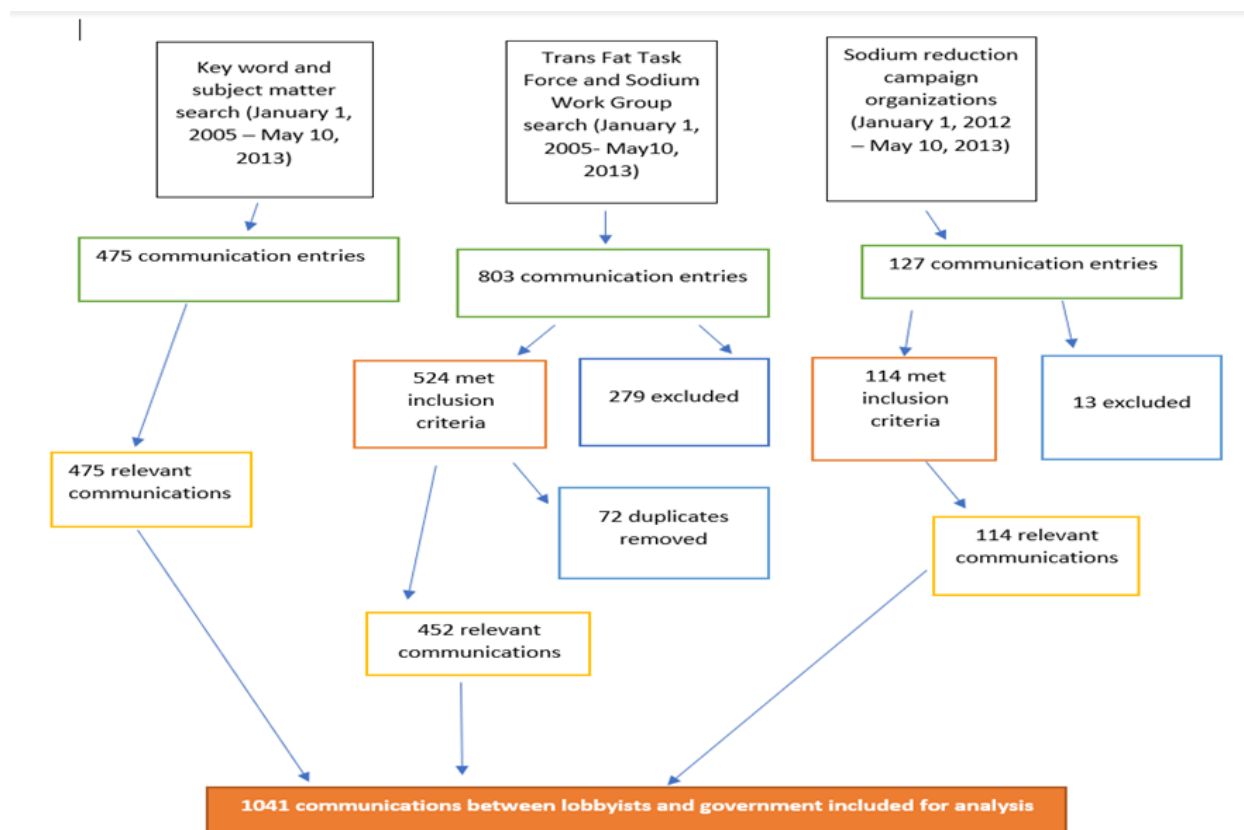 Key word and
subject matter
search (January 1,
2005 – May 10,
2013)
Trans Fat Task
Force and Sodium
Work Group
search (January 1,
2005- May10,
2013)
Sodium reduction
campaign
organizations
(January 1, 2012
– May 10, 2013)
475 communication entries
803 communication entries
127 communication entries
524 met
inclusion
criteria
279 excluded
114 met
inclusion
criteria
13 excluded
475 relevant
communications
72 duplicates
removed
114 relevant
communications
452 relevant
communications
1041 communications between lobbyists and government included for analysis